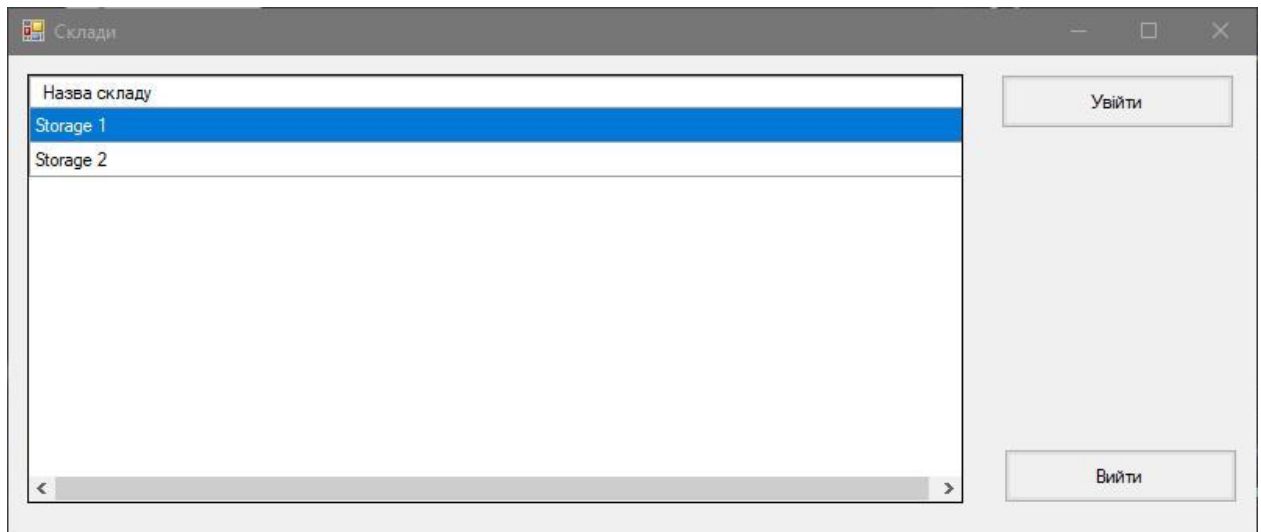 Склади
Назва складу
Увійти
Storage 1
Storage 2
Вийти